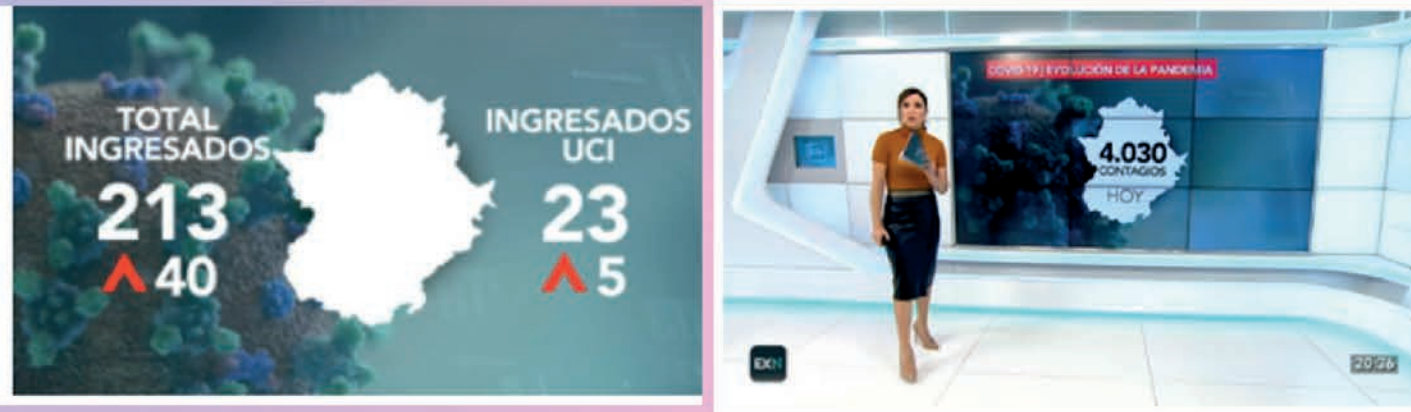 TOTAL
INGRESADOS
213
40
INGRESADOS
UCI
23
5
COVID-19 | EVOLUCIÓN DE LA PANDEMIA
4.030
CONTAGIOS
HOY
EXN
20:26